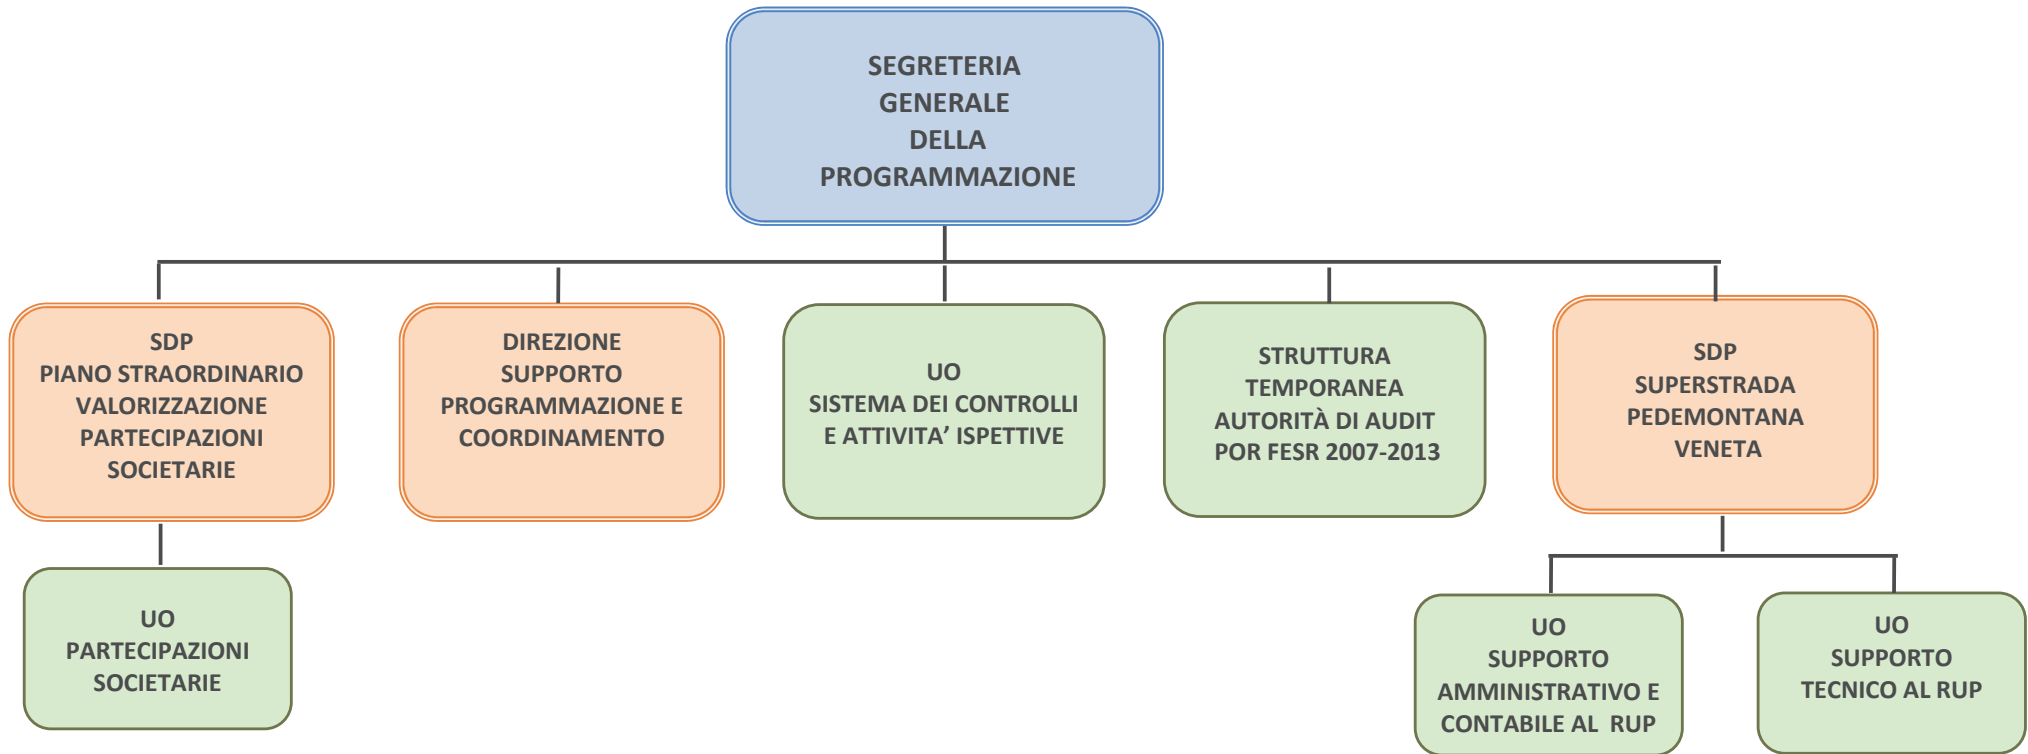 SEGRETERIA
GENERALE
DELLA
PROGRAMMAZIONE
SDP
PIANO STRAORDINARIO
VALORIZZAZIONE
PARTECIPAZIONI
SOCIETARIE
DIREZIONE
SUPPORTO
PROGRAMMAZIONE E
COORDINAMENTO
UO
SISTEMA DEI CONTROLLI
E ATTIVITA’ ISPETTIVE
STRUTTURA
TEMPORANEA
AUTORITÀ DI AUDIT
POR FESR 2007-2013
SDP
SUPERSTRADA
PEDEMONTANA
VENETA
UO
PARTECIPAZIONI
SOCIETARIE
UO
SUPPORTO
AMMINISTRATIVO E
CONTABILE AL RUP
UO
SUPPORTO
TECNICO AL RUP